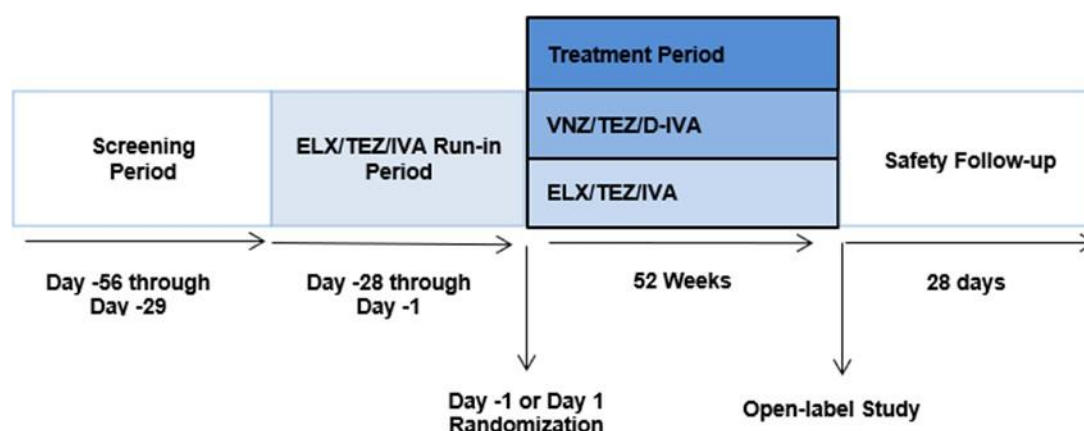 Screening
Period
ELX/TEZ/IVA Run-in
Period
Treatment Period
VNZ/TEZ/D-IVA
ELX/TEZ/IVA
Safety Follow-up
Day -56 through
Day -29
Day -28 through
Day -1
52 Weeks
28 days
Day -1 or Day 1
Randomization
Open-label Study